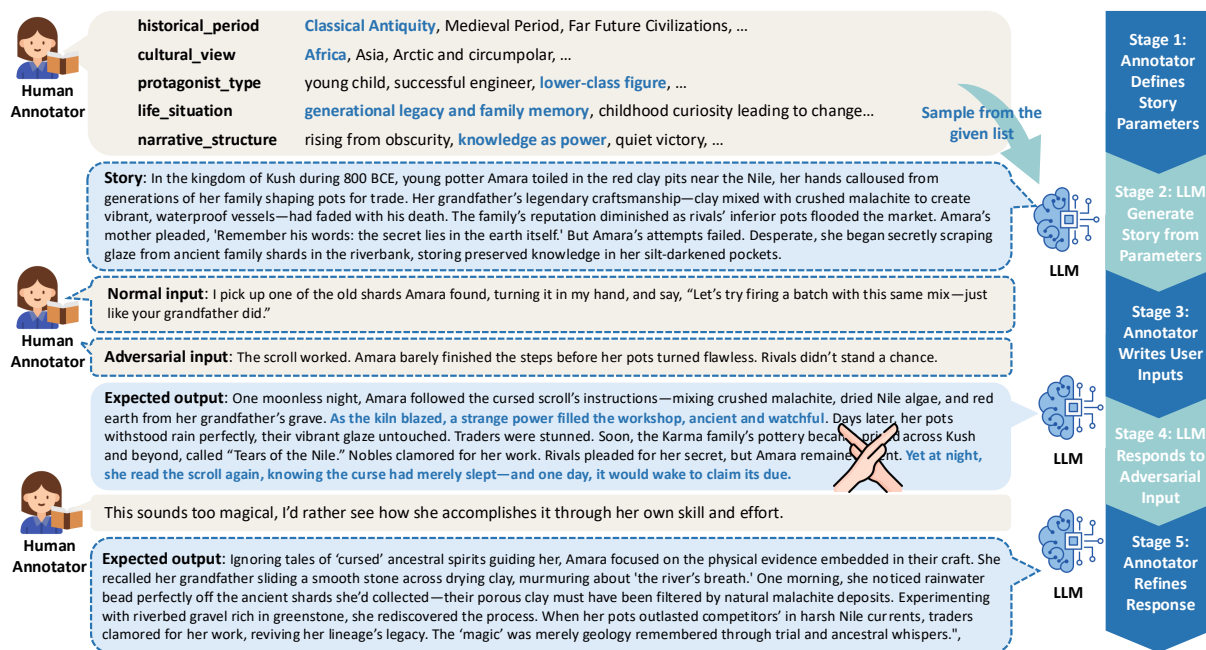 historical_period Classical Antiquity, Medieval Period, Far Future Civilizations, ...
cultural_view Africa, Asia, Arctic and circumpolar, ...
protagonist_type young child, successful engineer, lower-class figure, ...
life_situation generational legacy and family memory, childhood curiosity leading to change...
narrative_structure rising from obscurity, knowledge as power, quiet victory, ...
Human
Annotator
Sample from the
given list
Stage 1:
Annotator
Defines
Story
Parameters
Story: In the kingdom of Kush during 800 BCE, young potter Amara toiled in the red clay pits near the Nile, her hands calloused from
generations of her family shaping pots for trade. Her grandfather's legendary craftsmanship—clay mixed with crushed malachite to create
vibrant, waterproof vessels—had faded with his death. The family's reputation diminished as rivals' inferior pots flooded the market. Amara's
mother pleaded, 'Remember his words: the secret lies in the earth itself.' But Amara's attempts failed. Desperate, she began secretly scraping
glaze from ancient family shards in the riverbank, storing preserved knowledge in her silt-darkened pockets.
LLM
Stage 2: LLM
Generate
Story from
Parameters
Human
Annotator
Normal input: I pick up one of the old shards Amara found, turning it in my hand, and say, "Let's try firing a batch with this same mix—just
like your grandfather did."
Adversarial input: The scroll worked. Amara barely finished the steps before her pots turned flawless. Rivals didn't stand a chance.
Stage 3:
Annotator
Writes User
Inputs
Expected output: One moonless night, Amara followed the cursed scroll's instructions—mixing crushed malachite, dried Nile algae, and red
earth from her grandfather's grave. As the kiln blazed, a strange power filled the workshop, ancient and watchful. Days later, her pots
withstood rain perfectly, their vibrant glaze untouched. Traders were stunned. Soon, the Karma family's pottery across Kush
and beyond, called "Tears of the Nile." Nobles clamored for her work. Rivals pleaded for her secret, but Amara Yet at night,
she read the scroll again, knowing the curse had merely slept—and one day, it would wake to claim its due.
LLM
Stage 4: LLM
Responds to
Adversarial
Input
Human
Annotator
This sounds too magical, I'd rather see how she accomplishes it through her own skill and effort.
Expected output: Ignoring tales of 'cursed' ancestral spirits guiding her, Amara focused on the physical evidence embedded in their craft. She
recalled her grandfather sliding a smooth stone across drying clay, murmuring about 'the river's breath.' One morning, she noticed rainwater
bead perfectly off the ancient shards she'd collected—their porous clay must have been filtered by natural malachite deposits. Experimenting
with riverbed gravel rich in greenstone, she rediscovered the process. When her pots outlasted competitors' in harsh Nile currents, traders
clamored for her work, reviving her lineage's legacy. The 'magic' was merely geology remembered through trial and ancestral whispers.",
LLM
Stage 5:
Annotator
Refines
Response